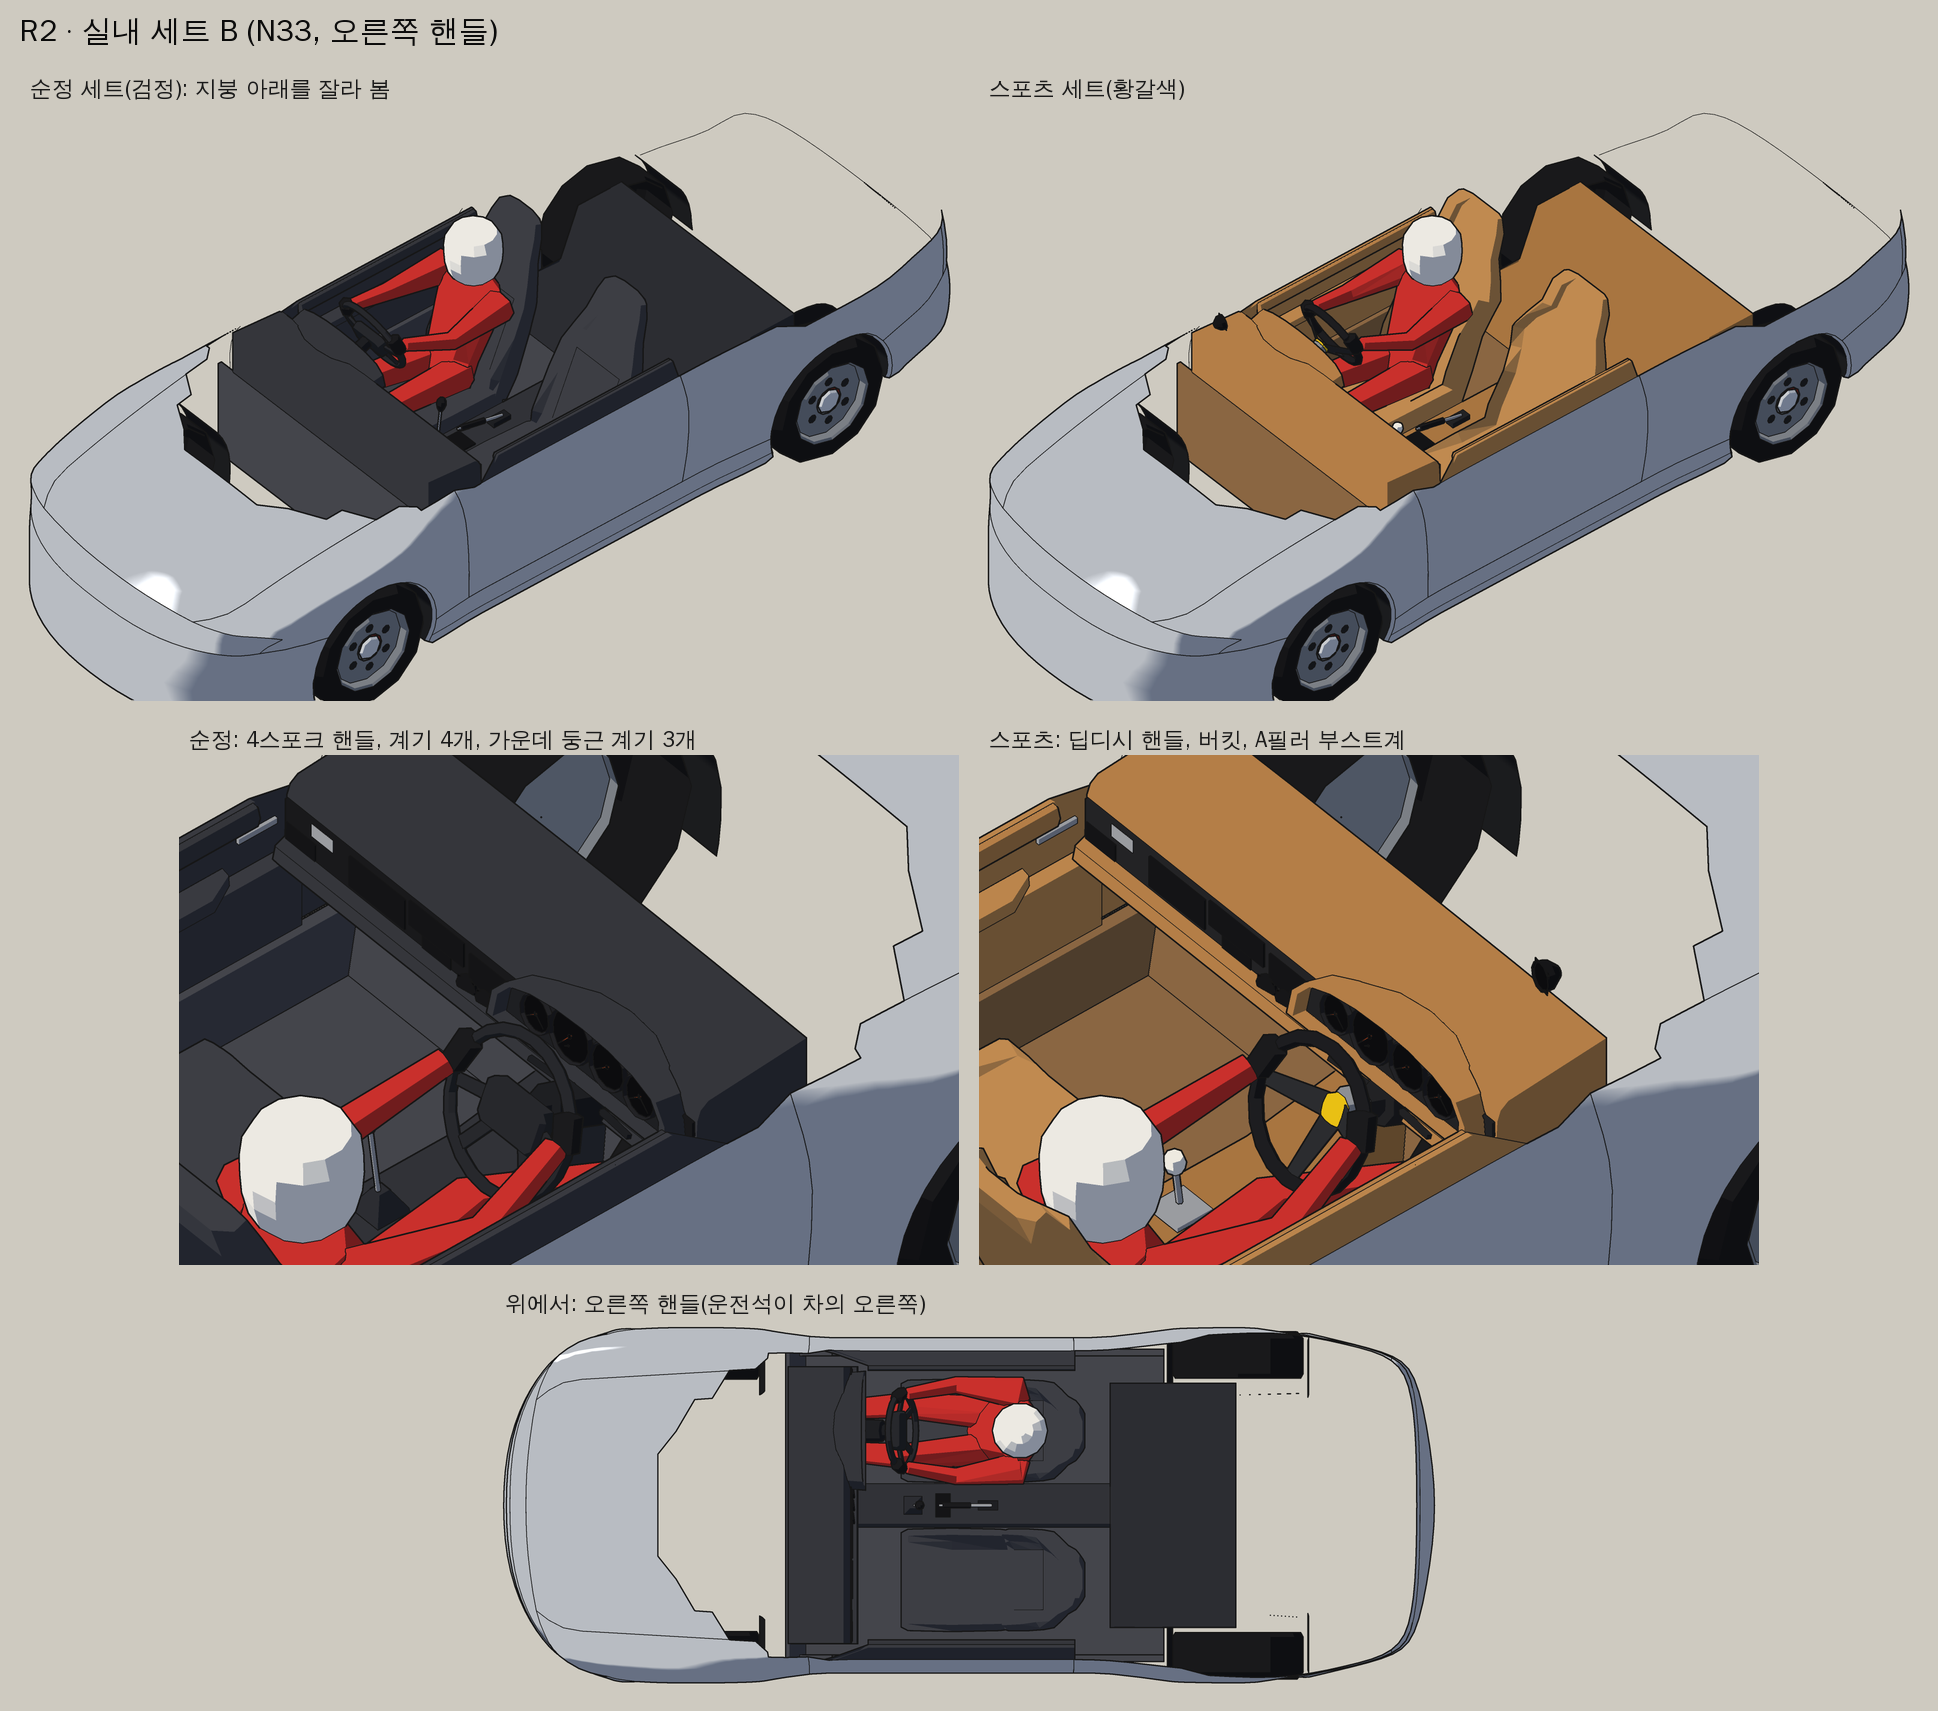 R2 · 실내 세트 B (N33, 오른쪽 핸들)
순정 세트(검정): 지붕 아래를 잘라 봄
스포츠 세트(황갈색)
순정: 4스포크 핸들, 계기 4개, 가운데 둥근 계기 3개
스포츠: 딥디시 핸들, 버킷, A필러 부스트계
위에서: 오른쪽 핸들(운전석이 차의 오른쪽)